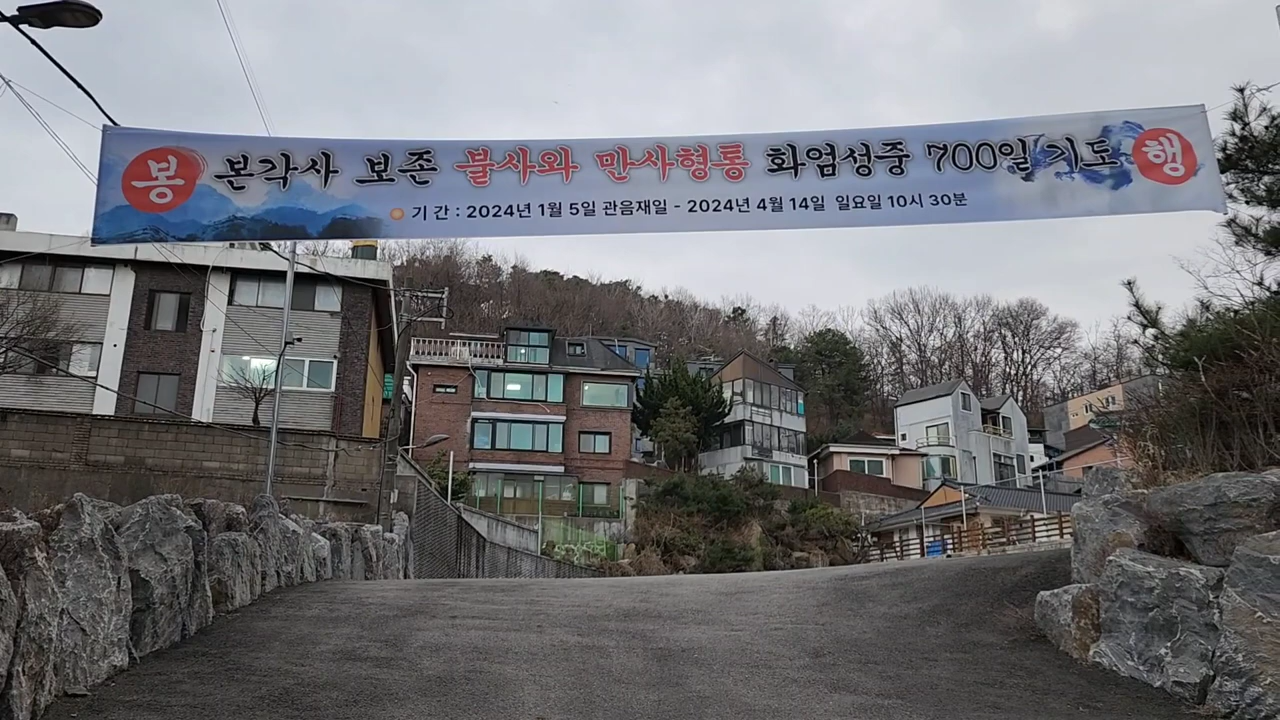 봉 본각사 보존 불사와 만사형통 화엄성중 700일 기도 행
기 간 : 2024년 1월 5일 관음재일 - 2024년 4월 14일 일요일 10시 30분